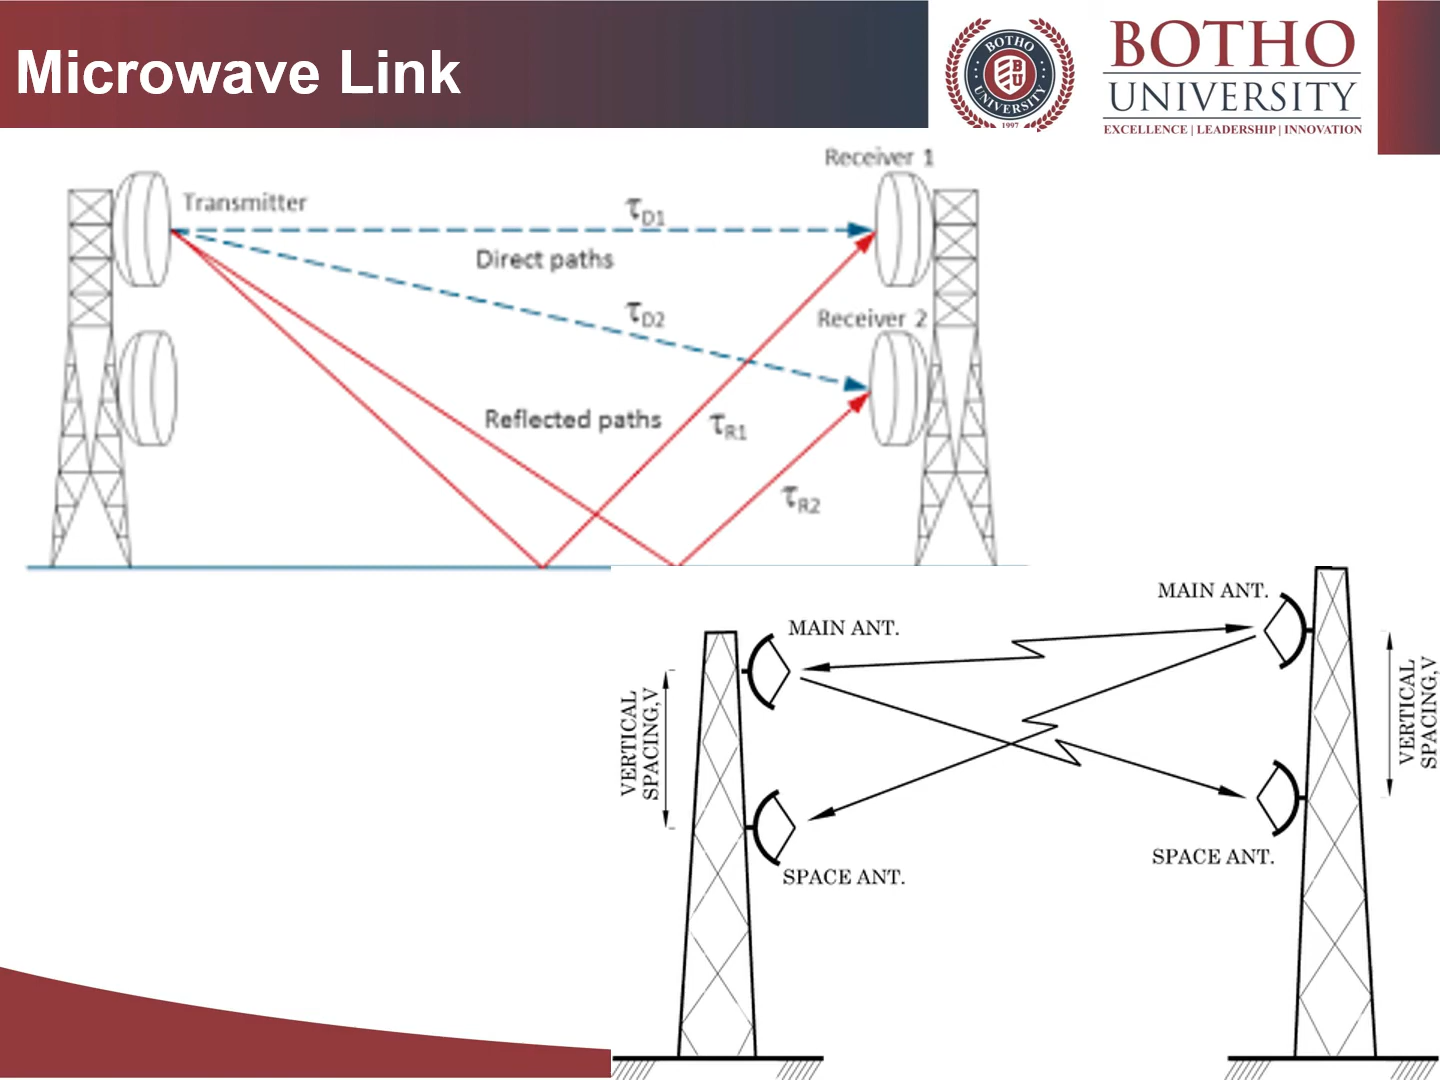 Microwave Link
BOTHO
UNIVERSITY
1997
BOTHO
UNIVERSITY
EXCELLENCE | LEADERSHIP | INNOVATION
Receiver 1
Transmitter
τD1
Direct paths
τD2
Receiver 2
Reflected paths
τR1
τR2
MAIN ANT.
MAIN ANT.
VERTICAL
SPACING,V
VERTICAL
SPACING,V
SPACE ANT.
SPACE ANT.